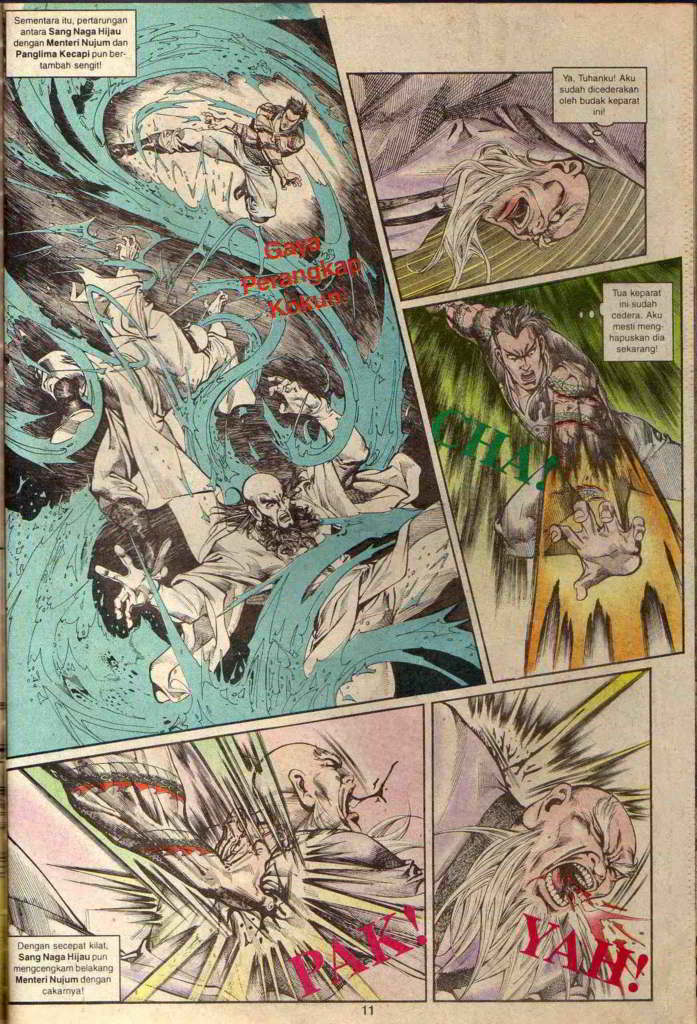 Sementara itu, pertarungan
antara Sang Naga Hijau
dengan Menteri Nujum dan
Panglima Kecapi pun ber-
tambah sengit!
Gaya
Perangkap
Kokun!
Ya, Tuhanku! Aku
sudah dicederakan
oleh budak keparat
ini!
Tua keparat
ini sudah
cedera. Aku
mesti meng-
hapuskan dia
sekarang!
CHA!
Dengan secepat kilat,
Sang Naga Hijau pun
mengcengkam belakang
Menteri Nujum dengan
cakarnya!
PAK!
YAH!
11